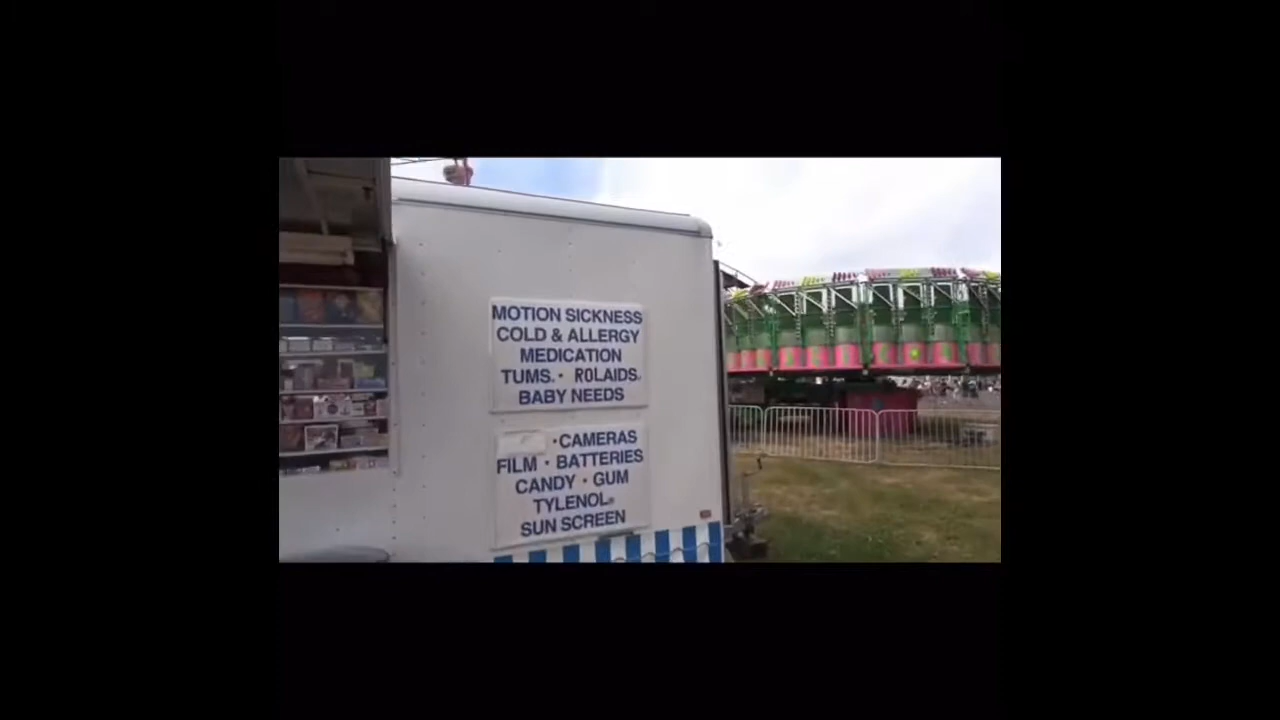 MOTION SICKNESS
COLD & ALLERGY
MEDICATION
TUMS. • ROLAIDS.
BABY NEEDS
• CAMERAS
FILM • BATTERIES
CANDY • GUM
TYLENOL®
SUN SCREEN